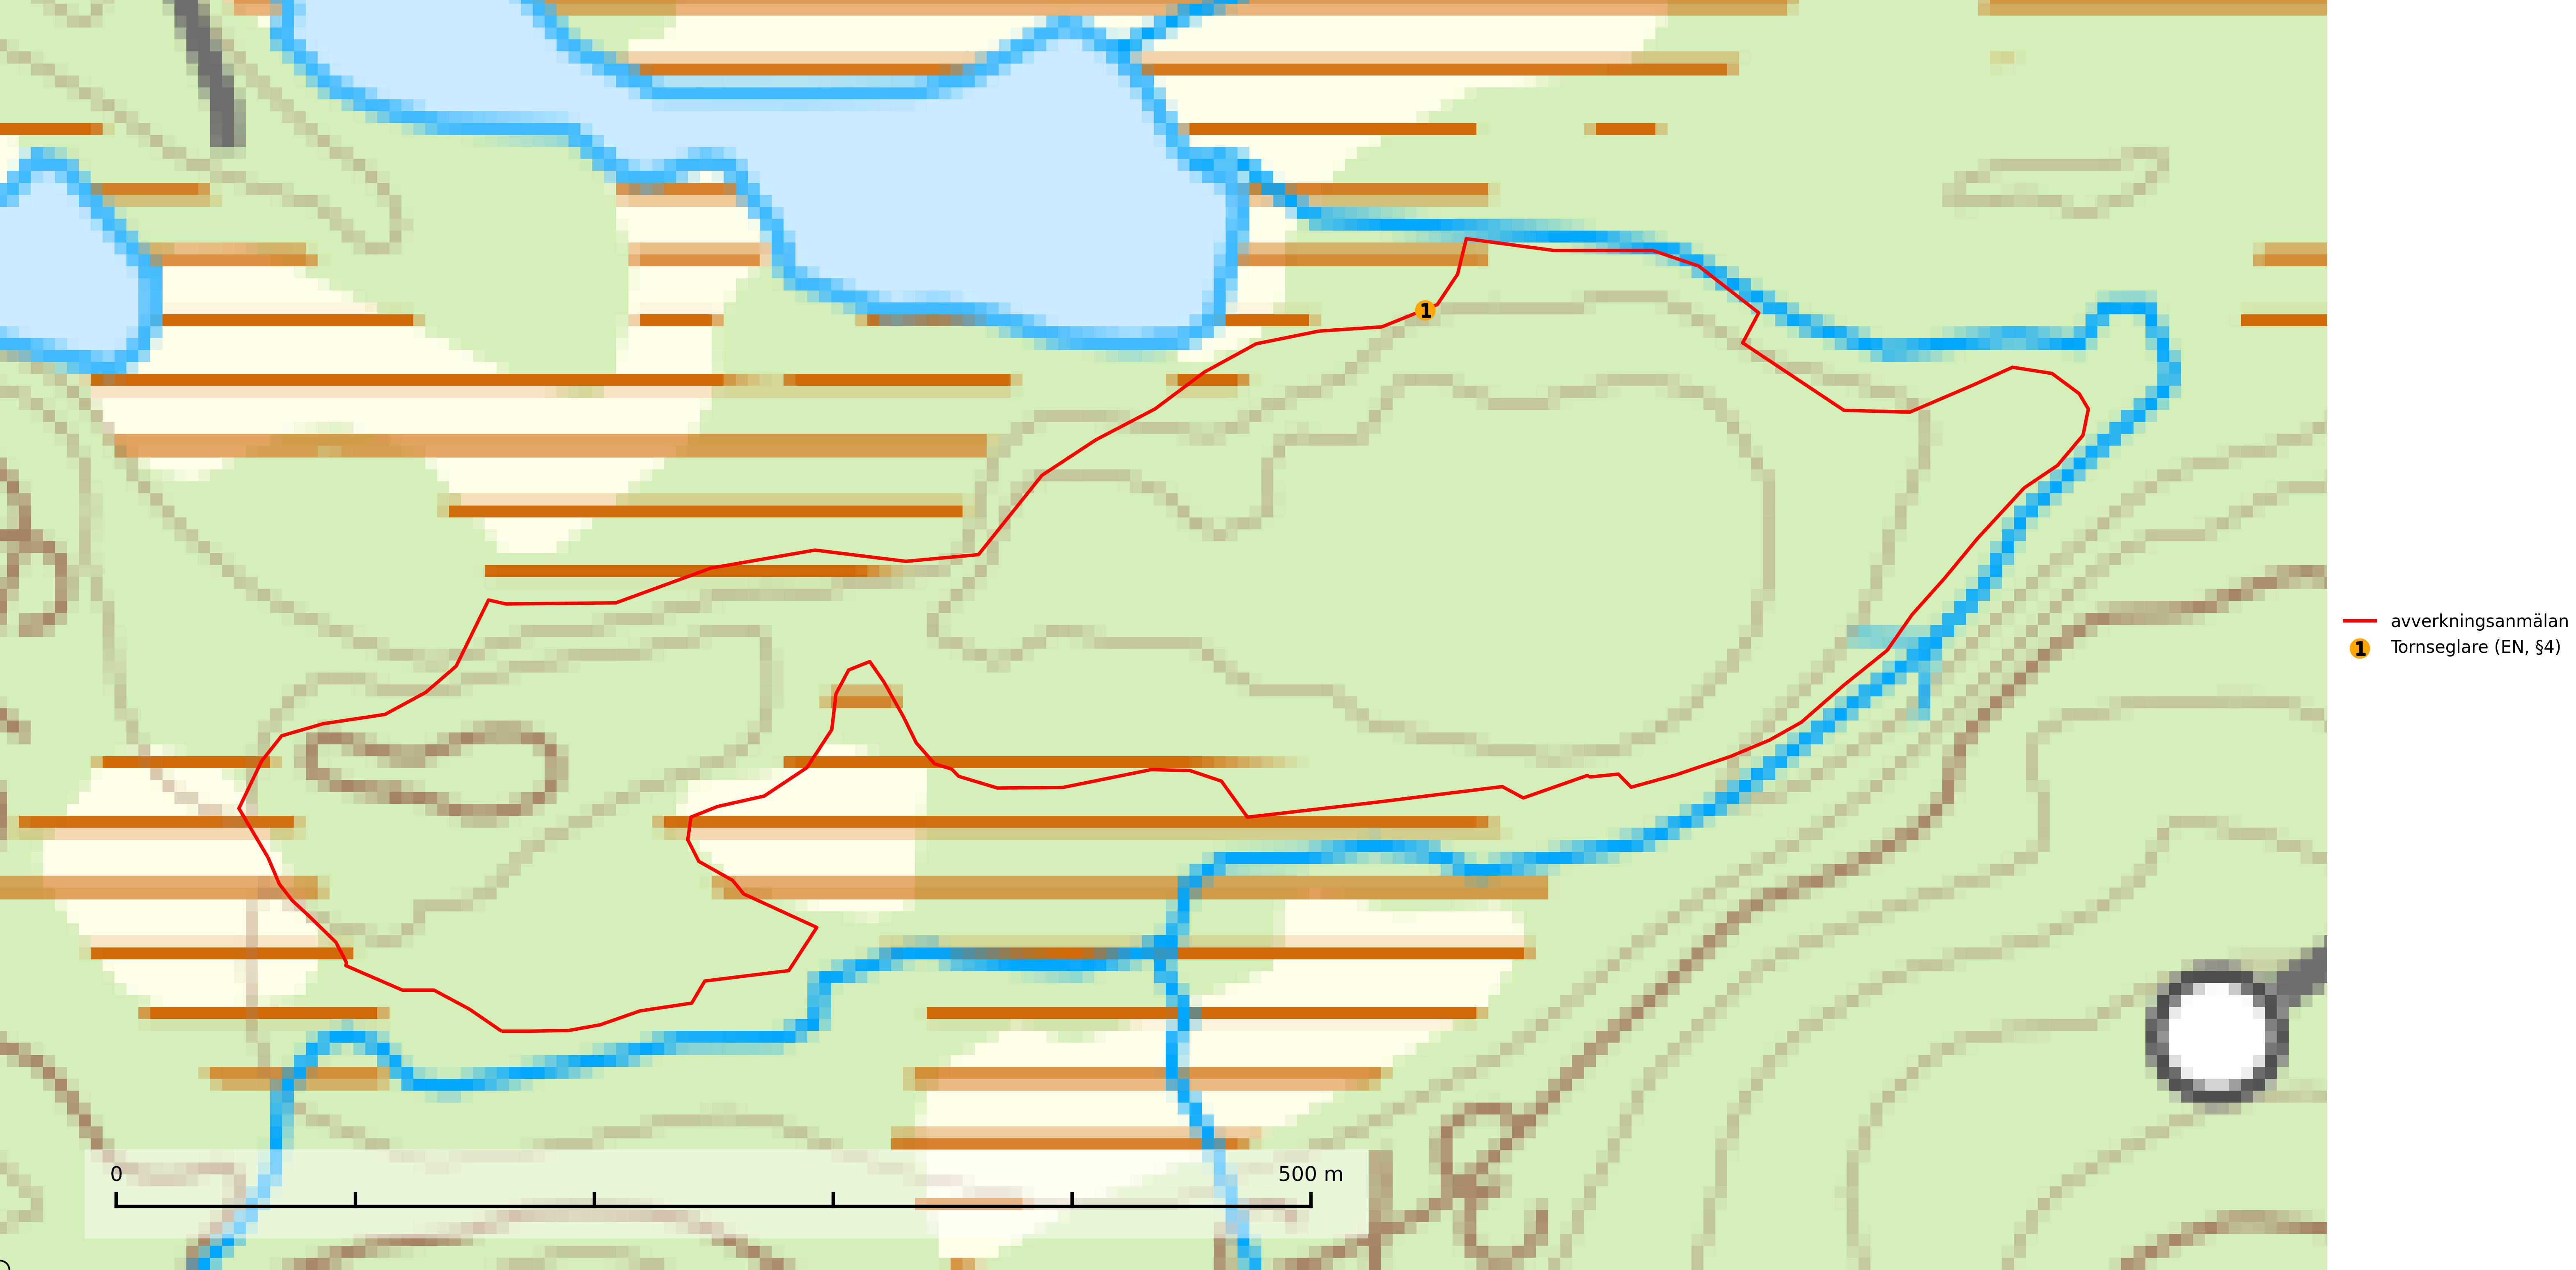 1
avverkningsanmälan
1 Tornseglare (EN, §4)
0 500 m